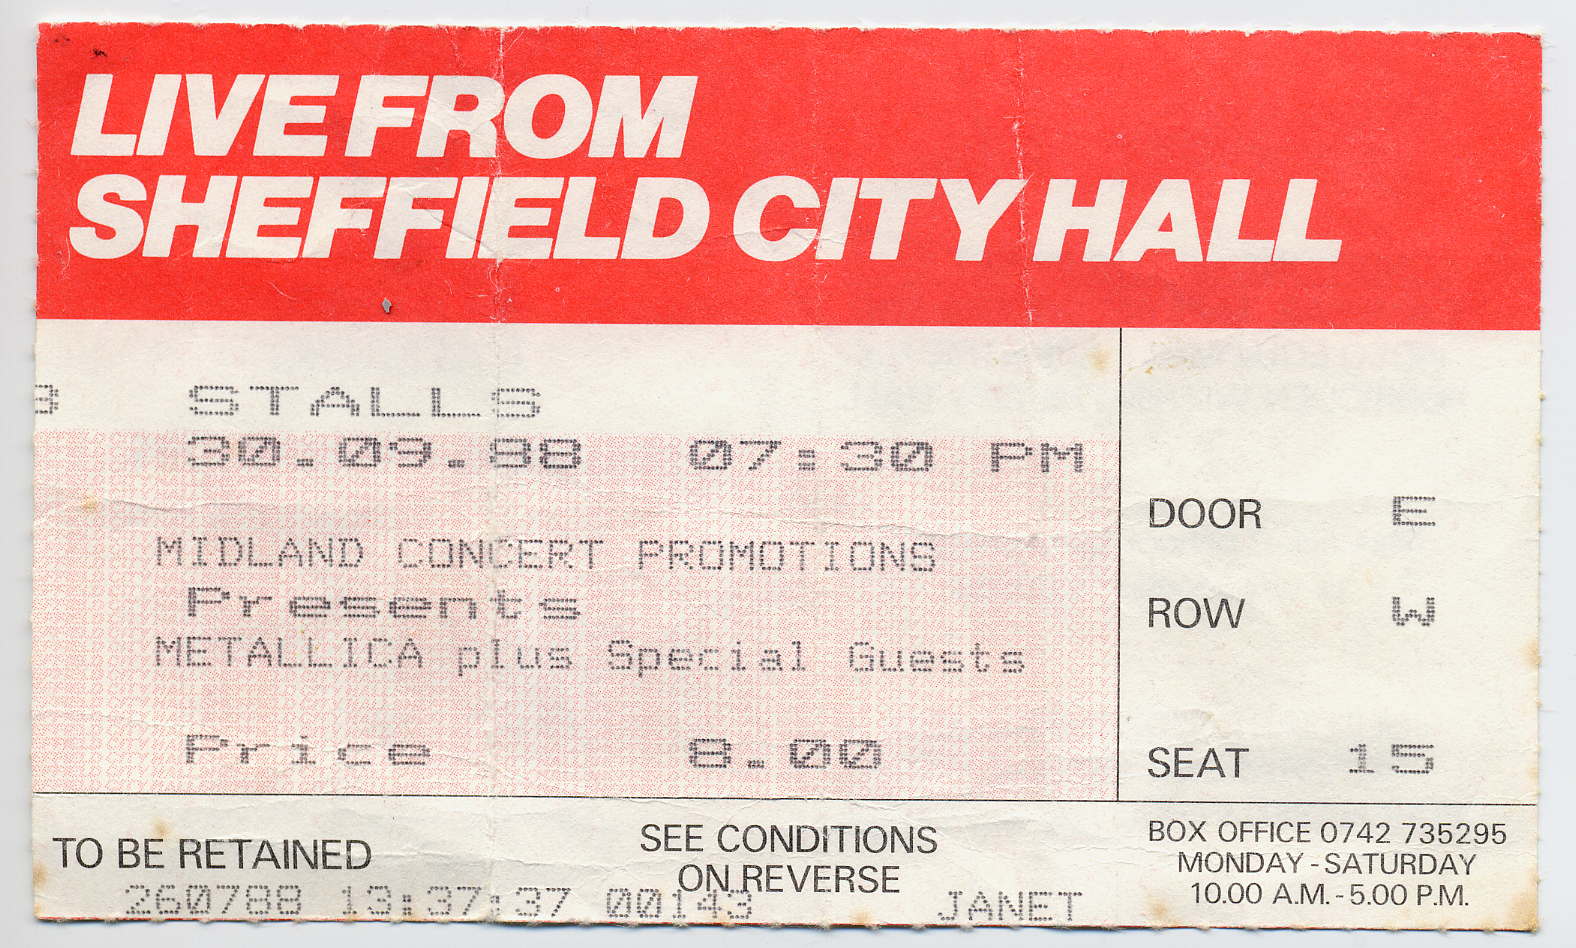 LIVE FROM
SHEFFIELD CITY HALL
STALLS
30.09.88 07:30 PM
MIDLAND CONCERT PROMOTIONS
Presents
METALLICA plus Special Guests
Price 8.00
DOOR E
ROW W
SEAT 15
TO BE RETAINED
SEE CONDITIONS
ON REVERSE
260788 13:37:37 00143 JANET
BOX OFFICE 0742 735295
MONDAY - SATURDAY
10.00 A.M. - 5.00 P.M.